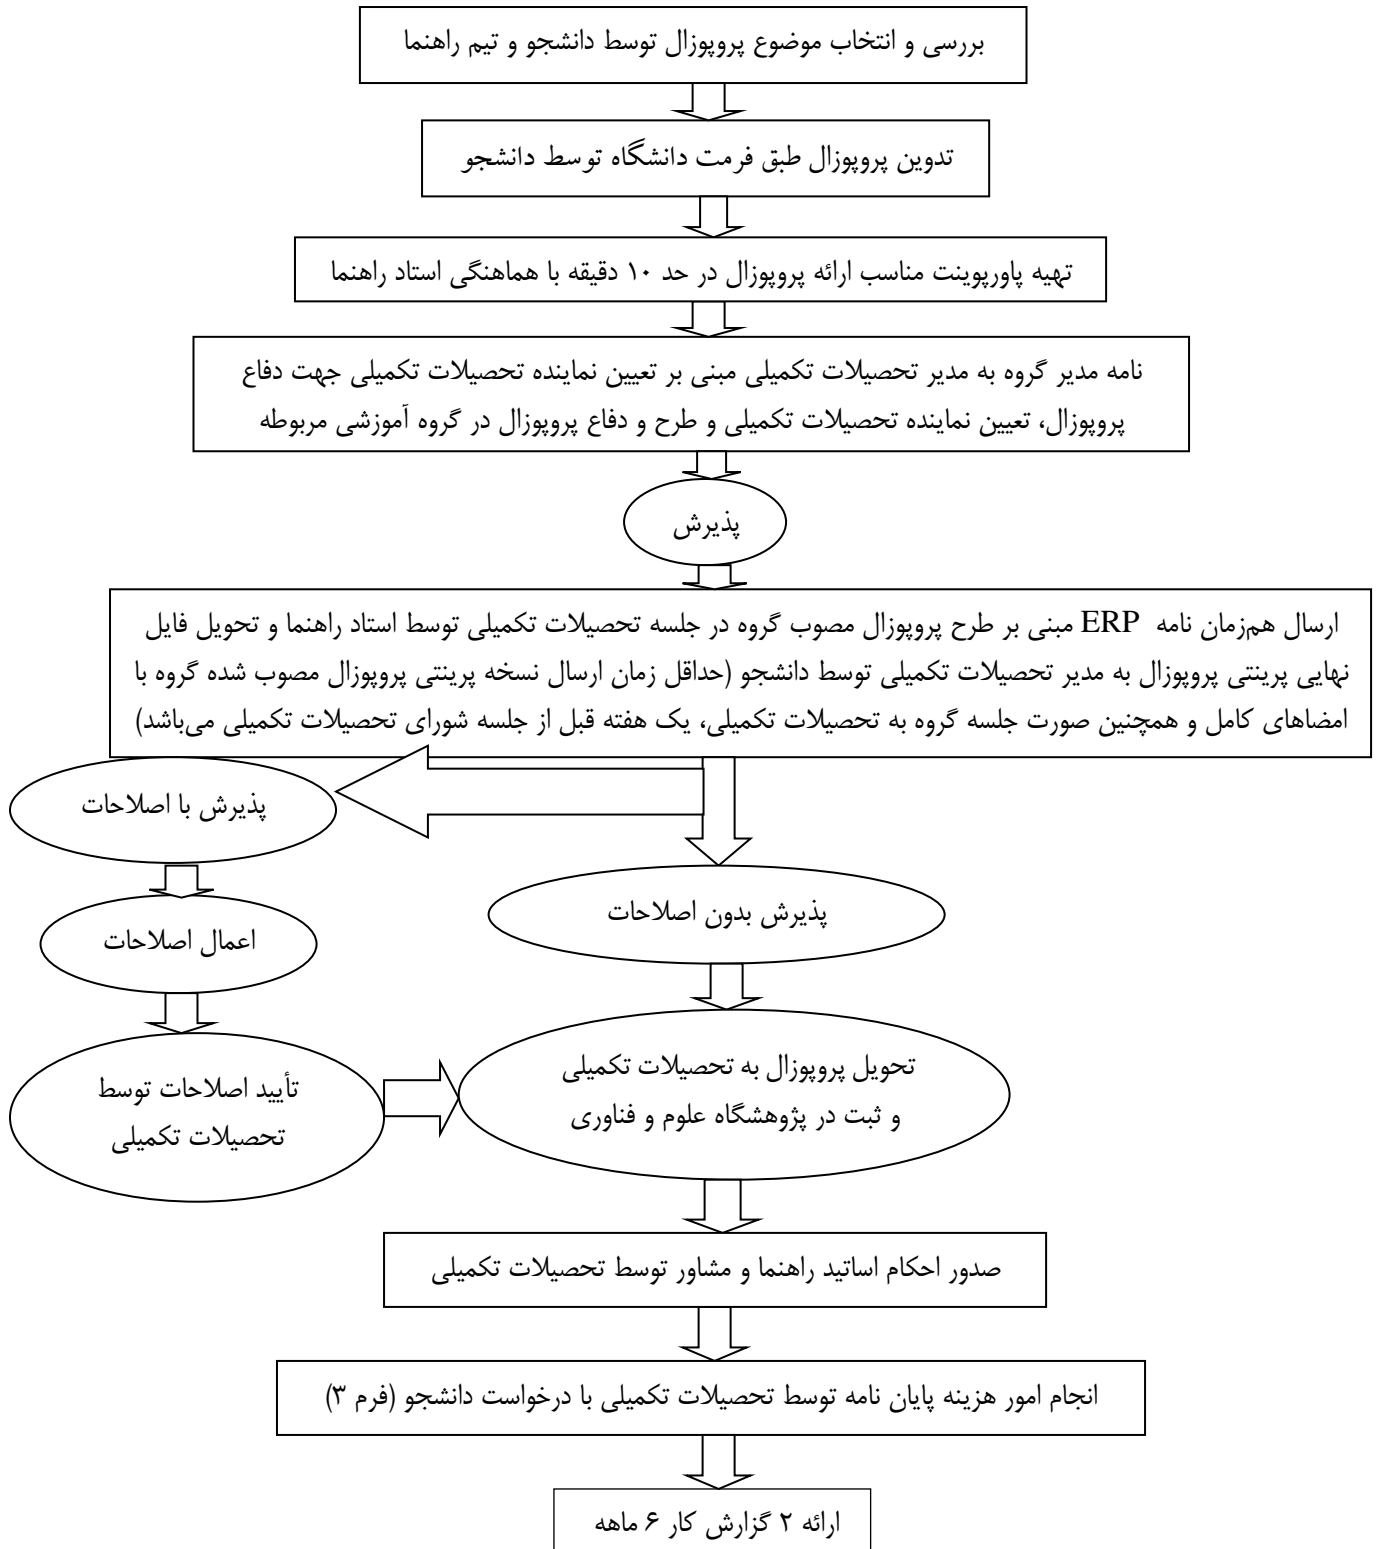 بررسی و انتخاب موضوع پروپوزال توسط دانشجو و تیم راهنما
تدوین پروپوزال طبق فرمت دانشگاه توسط دانشجو
تهیه پاورپوینت مناسب ارائه پروپوزال در حد ۱۰ دقیقه با هماهنگی استاد راهنما
نامه مدیر گروه به مدیر تحصیلات تکمیلی مبنی بر تعیین نماینده تحصیلات تکمیلی جهت دفاع
پروپوزال، تعیین نماینده تحصیلات تکمیلی و طرح و دفاع پروپوزال در گروه آموزشی مربوطه
پذیرش
ارسال هم‌زمان نامه ERP مبنی بر طرح پروپوزال مصوب گروه در جلسه تحصیلات تکمیلی توسط استاد راهنما و تحویل فایل
نهایی پرینتی پروپوزال به مدیر تحصیلات تکمیلی توسط دانشجو (حداقل زمان ارسال نسخه پرینتی پروپوزال مصوب شده گروه با
امضاهای کامل و همچنین صورت جلسه گروه به تحصیلات تکمیلی، یک هفته قبل از جلسه شورای تحصیلات تکمیلی می‌باشد)
پذیرش با اصلاحات
اعمال اصلاحات
تأیید اصلاحات توسط
تحصیلات تکمیلی
پذیرش بدون اصلاحات
تحویل پروپوزال به تحصیلات تکمیلی
و ثبت در پژوهشگاه علوم و فناوری
صدور احکام اساتید راهنما و مشاور توسط تحصیلات تکمیلی
انجام امور هزینه پایان نامه توسط تحصیلات تکمیلی با درخواست دانشجو (فرم ۳)
ارائه ۲ گزارش کار ۶ ماهه